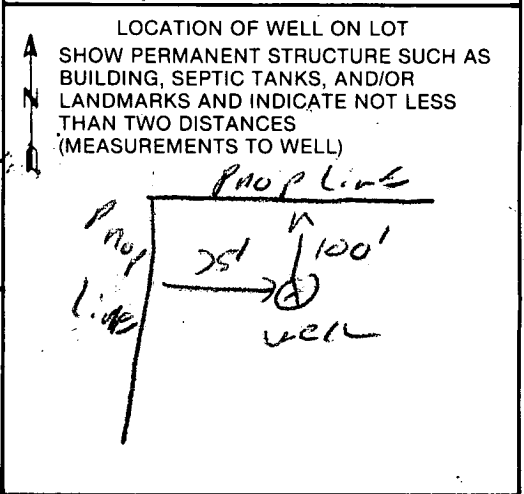 LOCATION OF WELL ON LOT
SHOW PERMANENT STRUCTURE SUCH AS
BUILDING, SEPTIC TANKS, AND/OR
LANDMARKS AND INDICATE NOT LESS
THAN TWO DISTANCES
(MEASUREMENTS TO WELL)
N
Prop Line
Prop
Line
100'
well